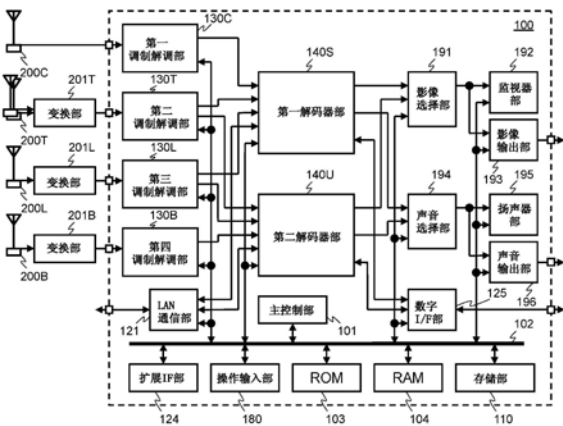 130C
100
第一
调制解调部
140S
191
192
200C
201T
130T
第一解码器部
影像
选择部
监视器
部
变换部
第二
调制解调部
影像
输出部
200T
201L
130L
193
变换部
第三
调制解调部
140U
194
195
200L
201B
130B
第二解码器部
声音
选择部
扬声器
部
变换部
第四
调制解调部
声音
输出部
200B
LAN
通信部
主控制部
数字
I/F部
125
196
121
101
102
扩展IF部
操作输入部
ROM
RAM
存储部
124
180
103
104
110